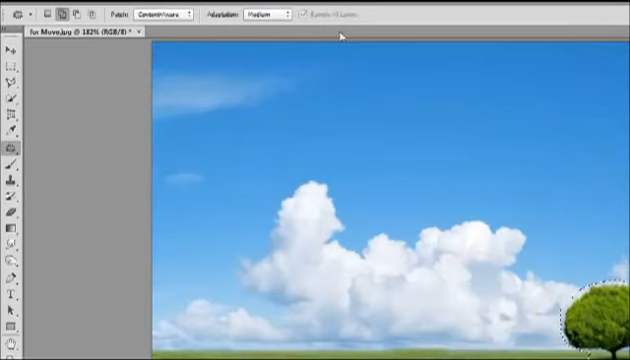 Patch: Content-Aware Adaptation: Medium Sample All Layers
for Move.jpg @ 182% (RGB/8) * ×
T